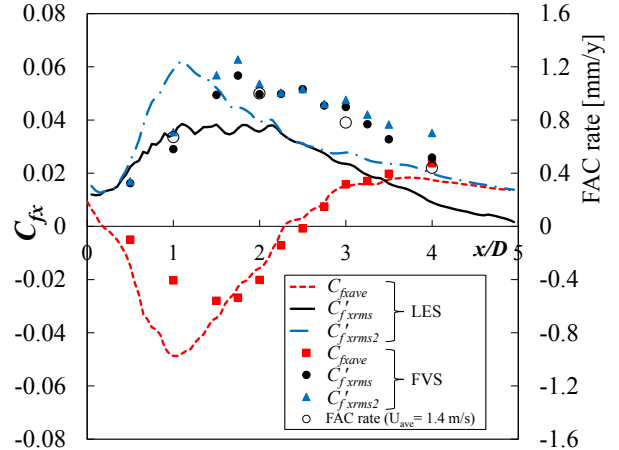 0.08
0.06
0.04
0.02
0
-0.02
-0.04
-0.06
-0.08
C_fx
0 1 2 3 4 5
x/D
1.6
1.2
0.8
0.4
0
-0.4
-0.8
-1.2
-1.6
FAC rate [mm/y]
C_fxave
C'_fxrms
C'_fxrms2
LES
C_fxave
C'_fxrms
C'_fxrms2
FVS
FAC rate (U_ave= 1.4 m/s)